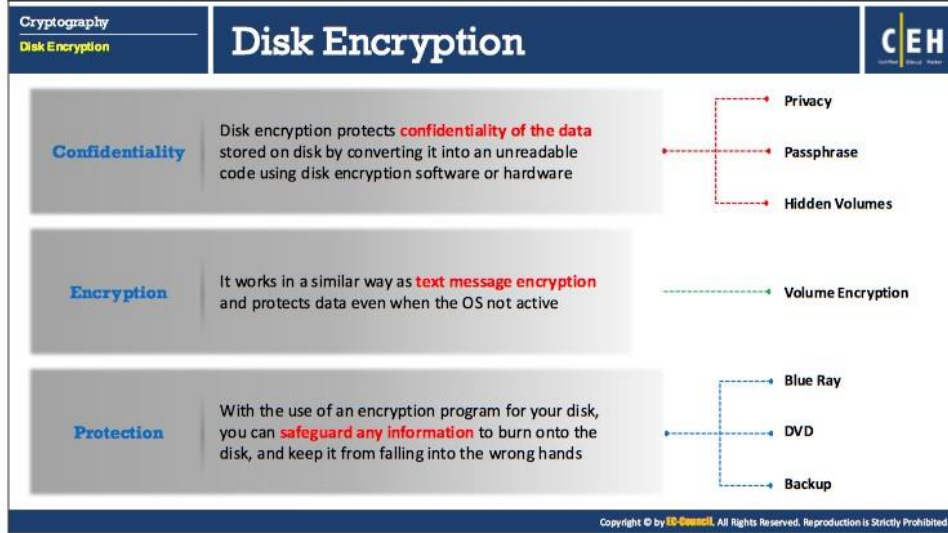 Cryptography
Disk Encryption
Disk Encryption
CEH
Confidentiality
Disk encryption protects confidentiality of the data
stored on disk by converting it into an unreadable
code using disk encryption software or hardware
Privacy
Passphrase
Hidden Volumes
Encryption
It works in a similar way as text message encryption
and protects data even when the OS not active
Volume Encryption
Protection
With the use of an encryption program for your disk,
you can safeguard any information to burn onto the
disk, and keep it from falling into the wrong hands
Blue Ray
DVD
Backup
Copyright © by EC-Council. All Rights Reserved. Reproduction is Strictly Prohibited.